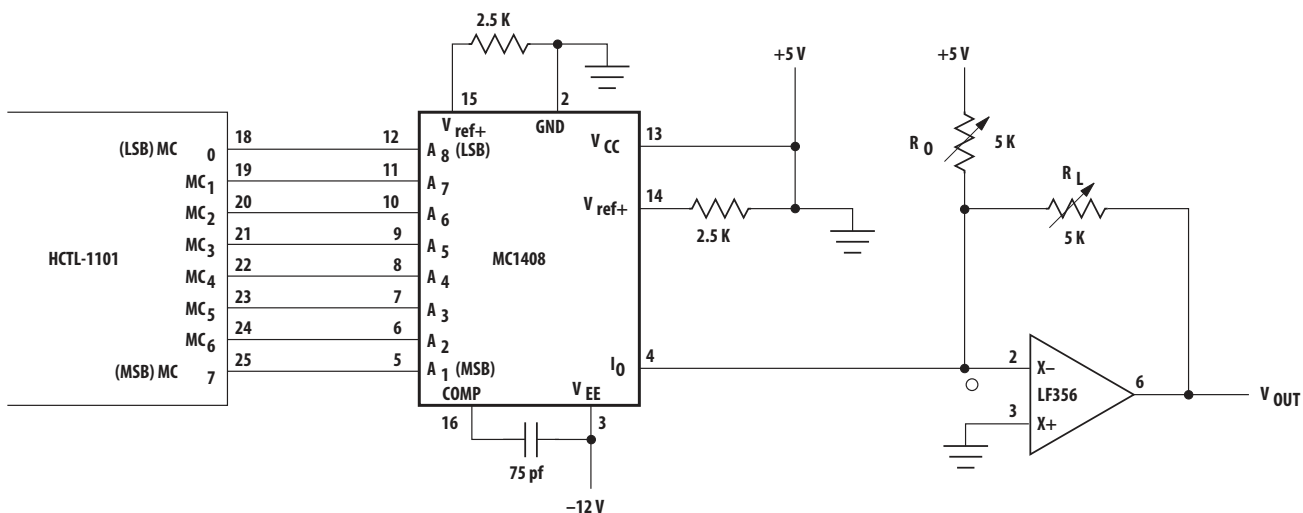 2.5 K
+5 V
+5 V
15
2
V ref+
GND
13
V CC
R O
5 K
(LSB) MC 0
18
12
A 8 (LSB)
MC 1
19
11
A 7
R L
14
V ref+
MC 2
20
10
A 6
5 K
2.5 K
MC 3
21
9
A 5
HCTL-1101
MC1408
MC 4
22
8
A 4
MC 5
23
7
A 3
MC 6
24
6
A 2
(MSB) MC 7
25
5
A 1 (MSB)
I O
4
2
X–
LF356
6
V OUT
3
X+
COMP
V EE
16
3
75 pf
–12 V